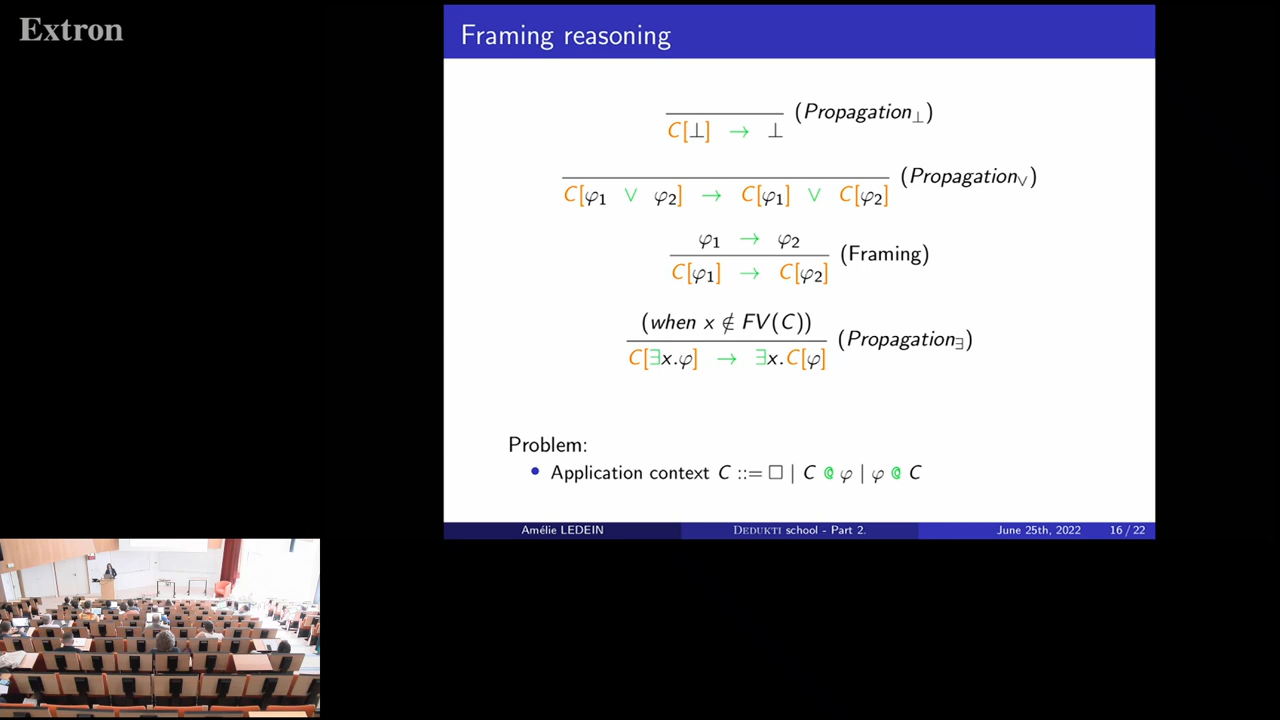 Extron
Framing reasoning
(Propagation⊥)
C[⊥] → ⊥
(Propagation∨)
C[φ₁ ∨ φ₂] → C[φ₁] ∨ C[φ₂]
φ₁ → φ₂
(Framing)
C[φ₁] → C[φ₂]
(when x ∉ FV(C))
(Propagation∃)
C[∃x.φ] → ∃x.C[φ]
Problem:
• Application context C ::= □ | C @ φ | φ @ C
Amélie LEDEIN DEDUKTI school - Part 2. June 25th, 2022 16 / 22